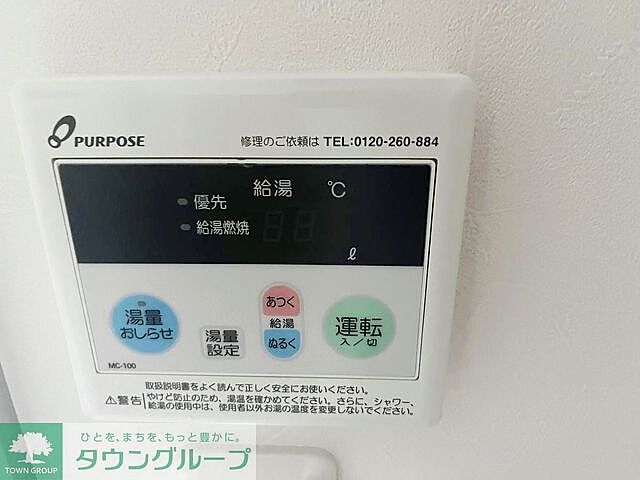 PURPOSE
修理のご依頼は TEL:0120-260-884
給湯 ℃
優先
給湯燃焼
88
ℓ
湯量
おしらせ
湯量
設定
あつく
給湯
ぬるく
運転
入/切
MC-100
取扱説明書をよく読んで正しく安全にお使いください。
⚠警告 やけど防止のため、湯温を確かめてください。さらに、シャワー、
給湯の使用中は、使用者以外お湯の温度を変更しないでください。
ひとを、まちを、もっと豊かに。
タウングループ
TOWN GROUP